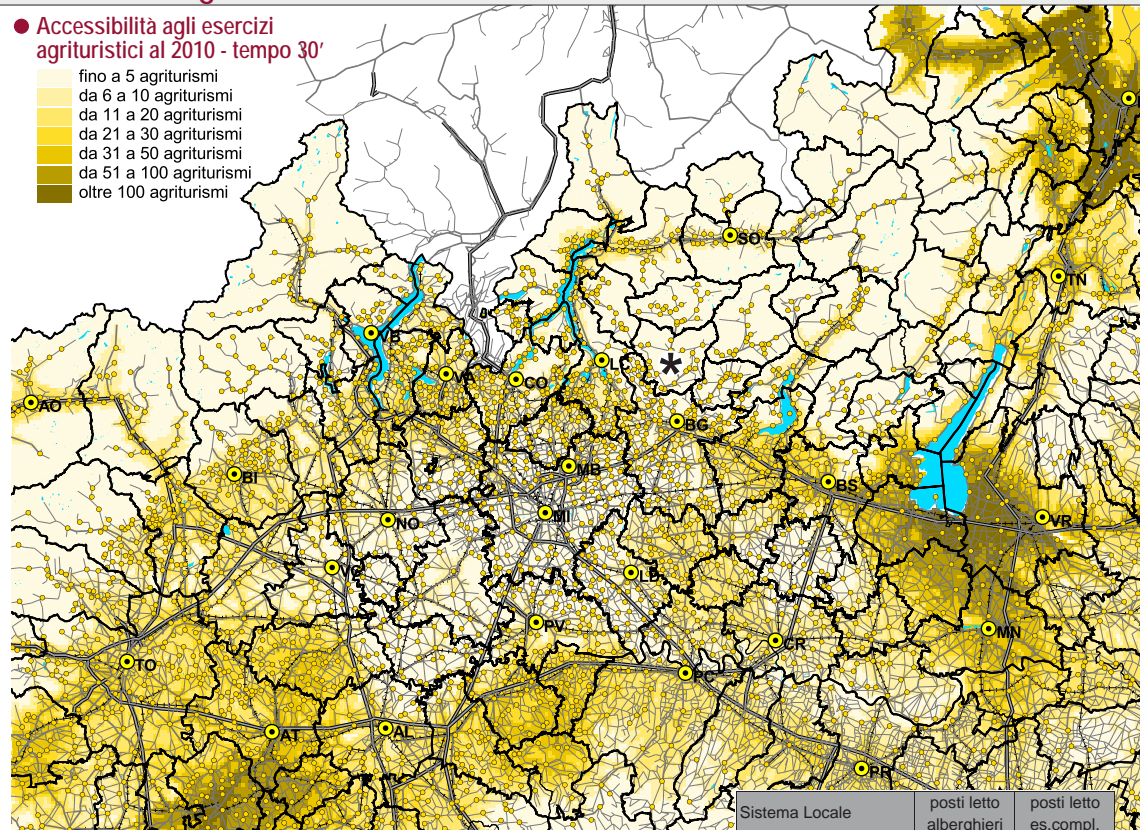 Accessibilità agli esercizi
agrituristici al 2010 - tempo 30'
fino a 5 agriturismi
da 6 a 10 agriturismi
da 11 a 20 agriturismi
da 21 a 30 agriturismi
da 31 a 50 agriturismi
da 51 a 100 agriturismi
oltre 100 agriturismi
SO
TN
VB
LC
VA
CO
*
AO
BG
MB
BI
BS
MI
NO
VR
LD
VC
PV
MN
CR
TO
PC
AL
AT
PR
Sistema Locale
posti letto
alberghieri
posti letto
es.compl.